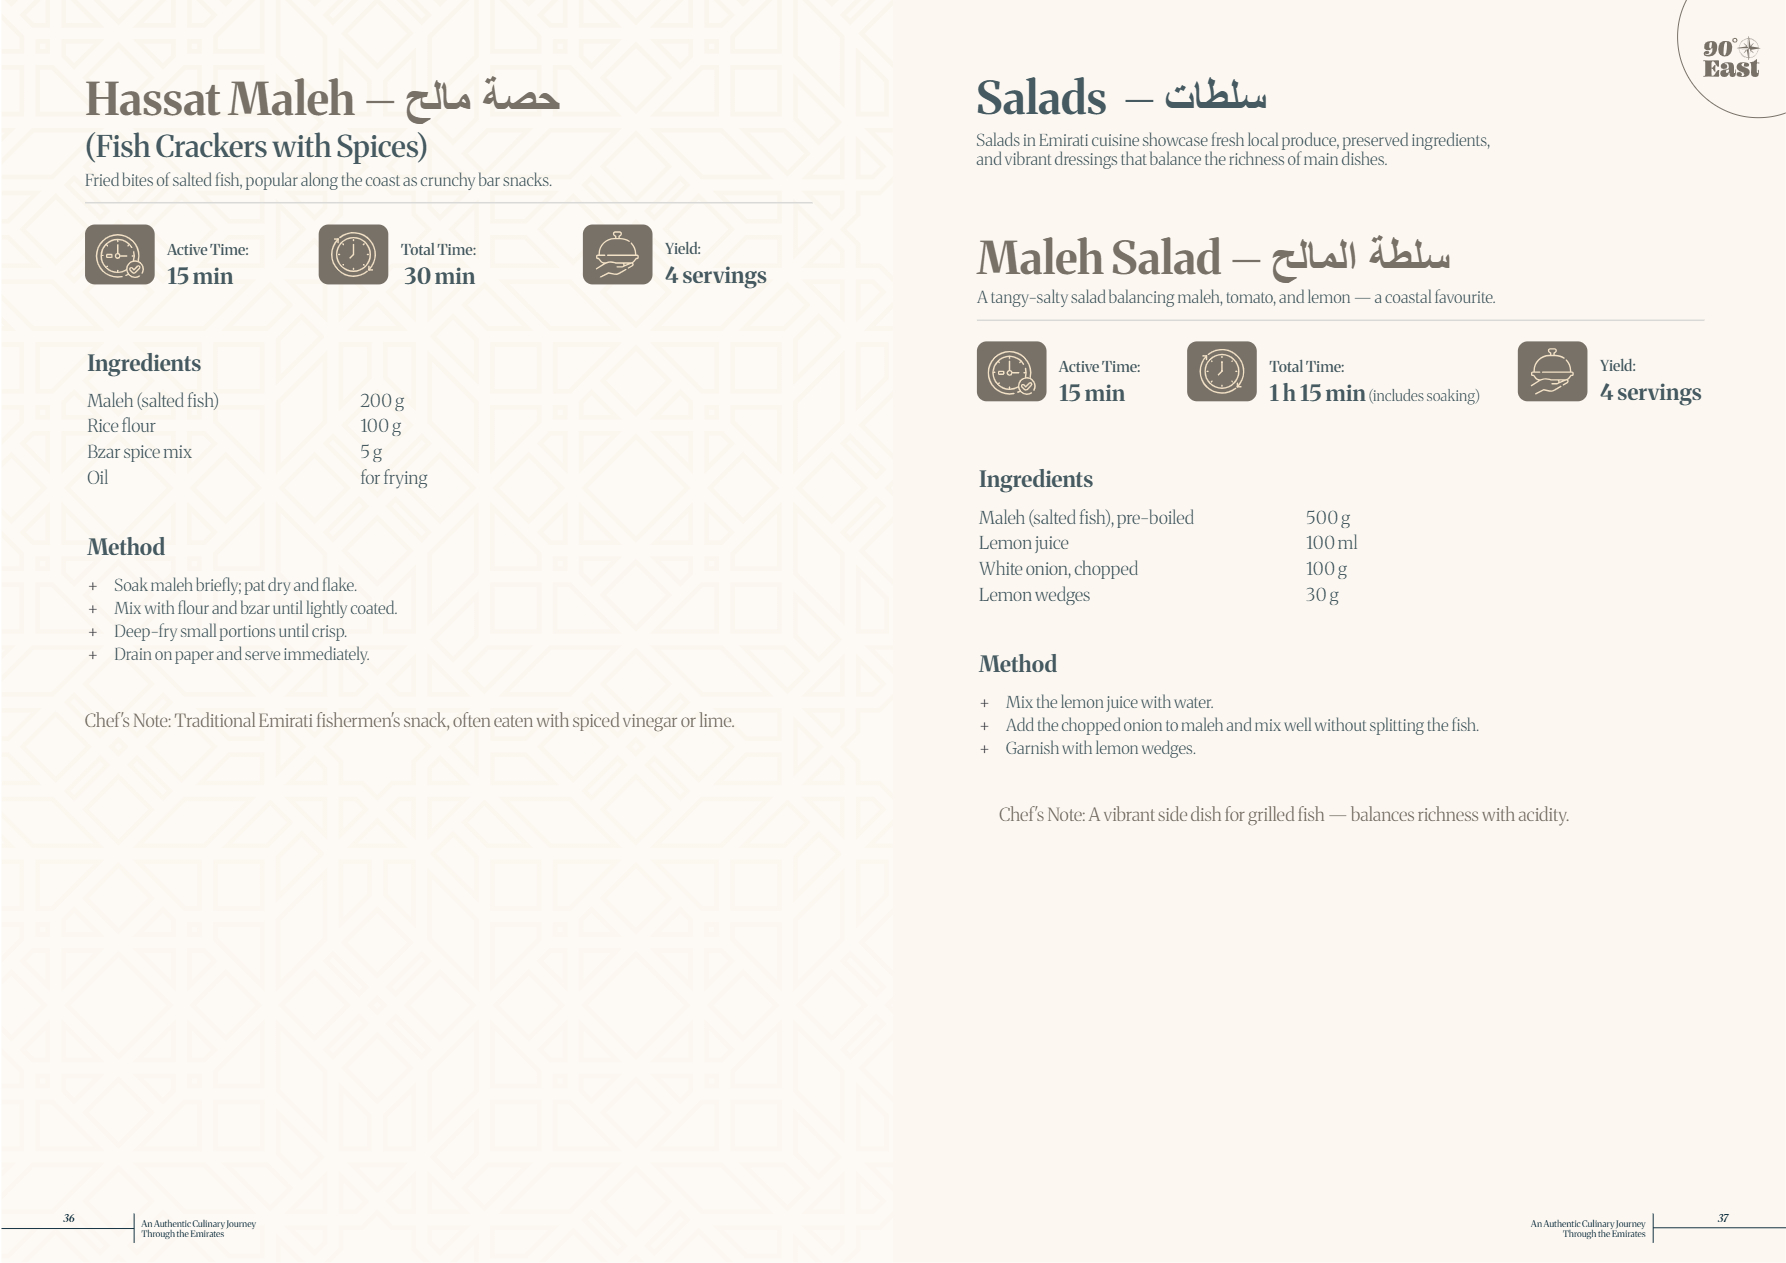 Hassat Maleh – حصة مالح
(Fish Crackers with Spices)
Fried bites of salted fish, popular along the coast as crunchy bar snacks.
Active Time:
15 min
Total Time:
30 min
Yield:
4 servings
Ingredients
Maleh (salted fish) 200 g
Rice flour 100 g
Bzar spice mix 5 g
Oil for frying
Method
+ Soak maleh briefly; pat dry and flake.
+ Mix with flour and bzar until lightly coated.
+ Deep-fry small portions until crisp.
+ Drain on paper and serve immediately.
Chef's Note: Traditional Emirati fishermen's snack, often eaten with spiced vinegar or lime.
36
An Authentic Culinary Journey
Through the Emirates
90°
East
Salads – سلطات
Salads in Emirati cuisine showcase fresh local produce, preserved ingredients,
and vibrant dressings that balance the richness of main dishes.
Maleh Salad – سلطة المالح
A tangy-salty salad balancing maleh, tomato, and lemon — a coastal favourite.
Active Time:
15 min
Total Time:
1 h 15 min (includes soaking)
Yield:
4 servings
Ingredients
Maleh (salted fish), pre-boiled 500 g
Lemon juice 100 ml
White onion, chopped 100 g
Lemon wedges 30 g
Method
+ Mix the lemon juice with water.
+ Add the chopped onion to maleh and mix well without splitting the fish.
+ Garnish with lemon wedges.
Chef's Note: A vibrant side dish for grilled fish — balances richness with acidity.
An Authentic Culinary Journey
Through the Emirates
37